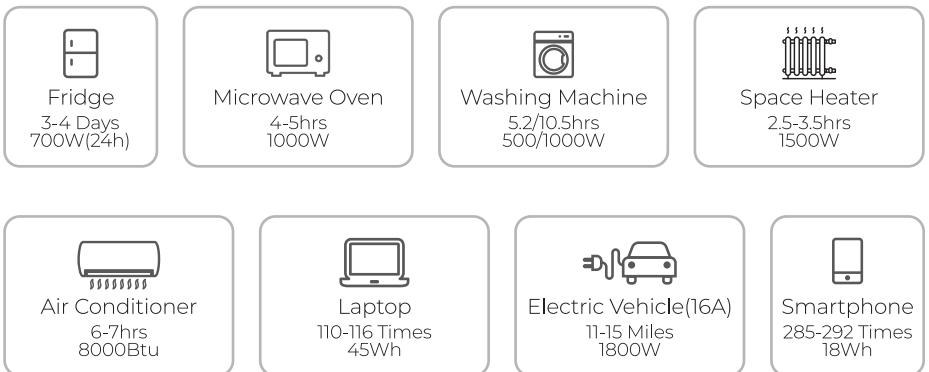 Fridge
3-4 Days
700W(24h)
Microwave Oven
4-5hrs
1000W
Washing Machine
5.2/10.5hrs
500/1000W
Space Heater
2.5-3.5hrs
1500W
Air Conditioner
6-7hrs
8000Btu
Laptop
110-116 Times
45Wh
Electric Vehicle(16A)
11-15 Miles
1800W
Smartphone
285-292 Times
18Wh